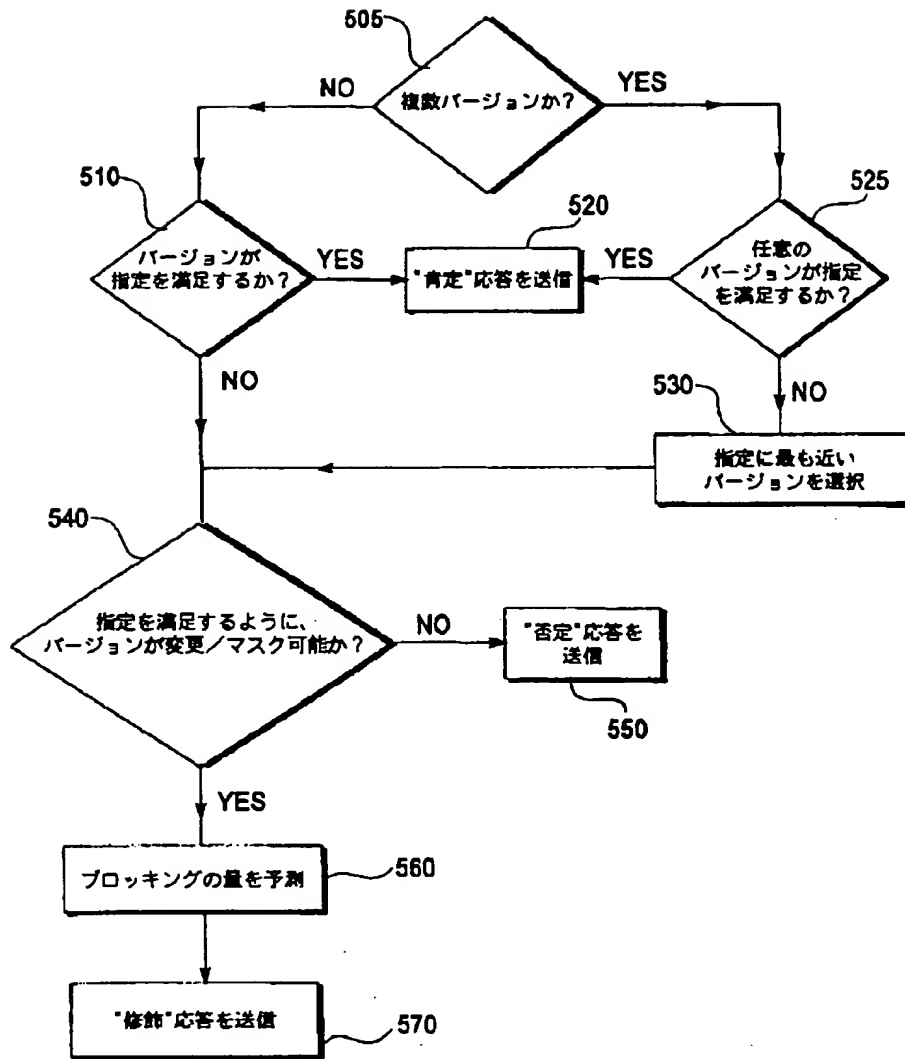 505
複数バージョンか?
NO
YES
510
バージョンが
指定を満足するか?
YES
520
"肯定"応答を送信
YES
525
任意の
バージョンが指定
を満足するか?
NO
NO
530
指定に最も近い
バージョンを選択
540
指定を満足するように、
バージョンが変更/マスク可能か?
NO
"否定"応答を
送信
550
YES
ブロッキングの量を予測
560
"修飾"応答を送信
570